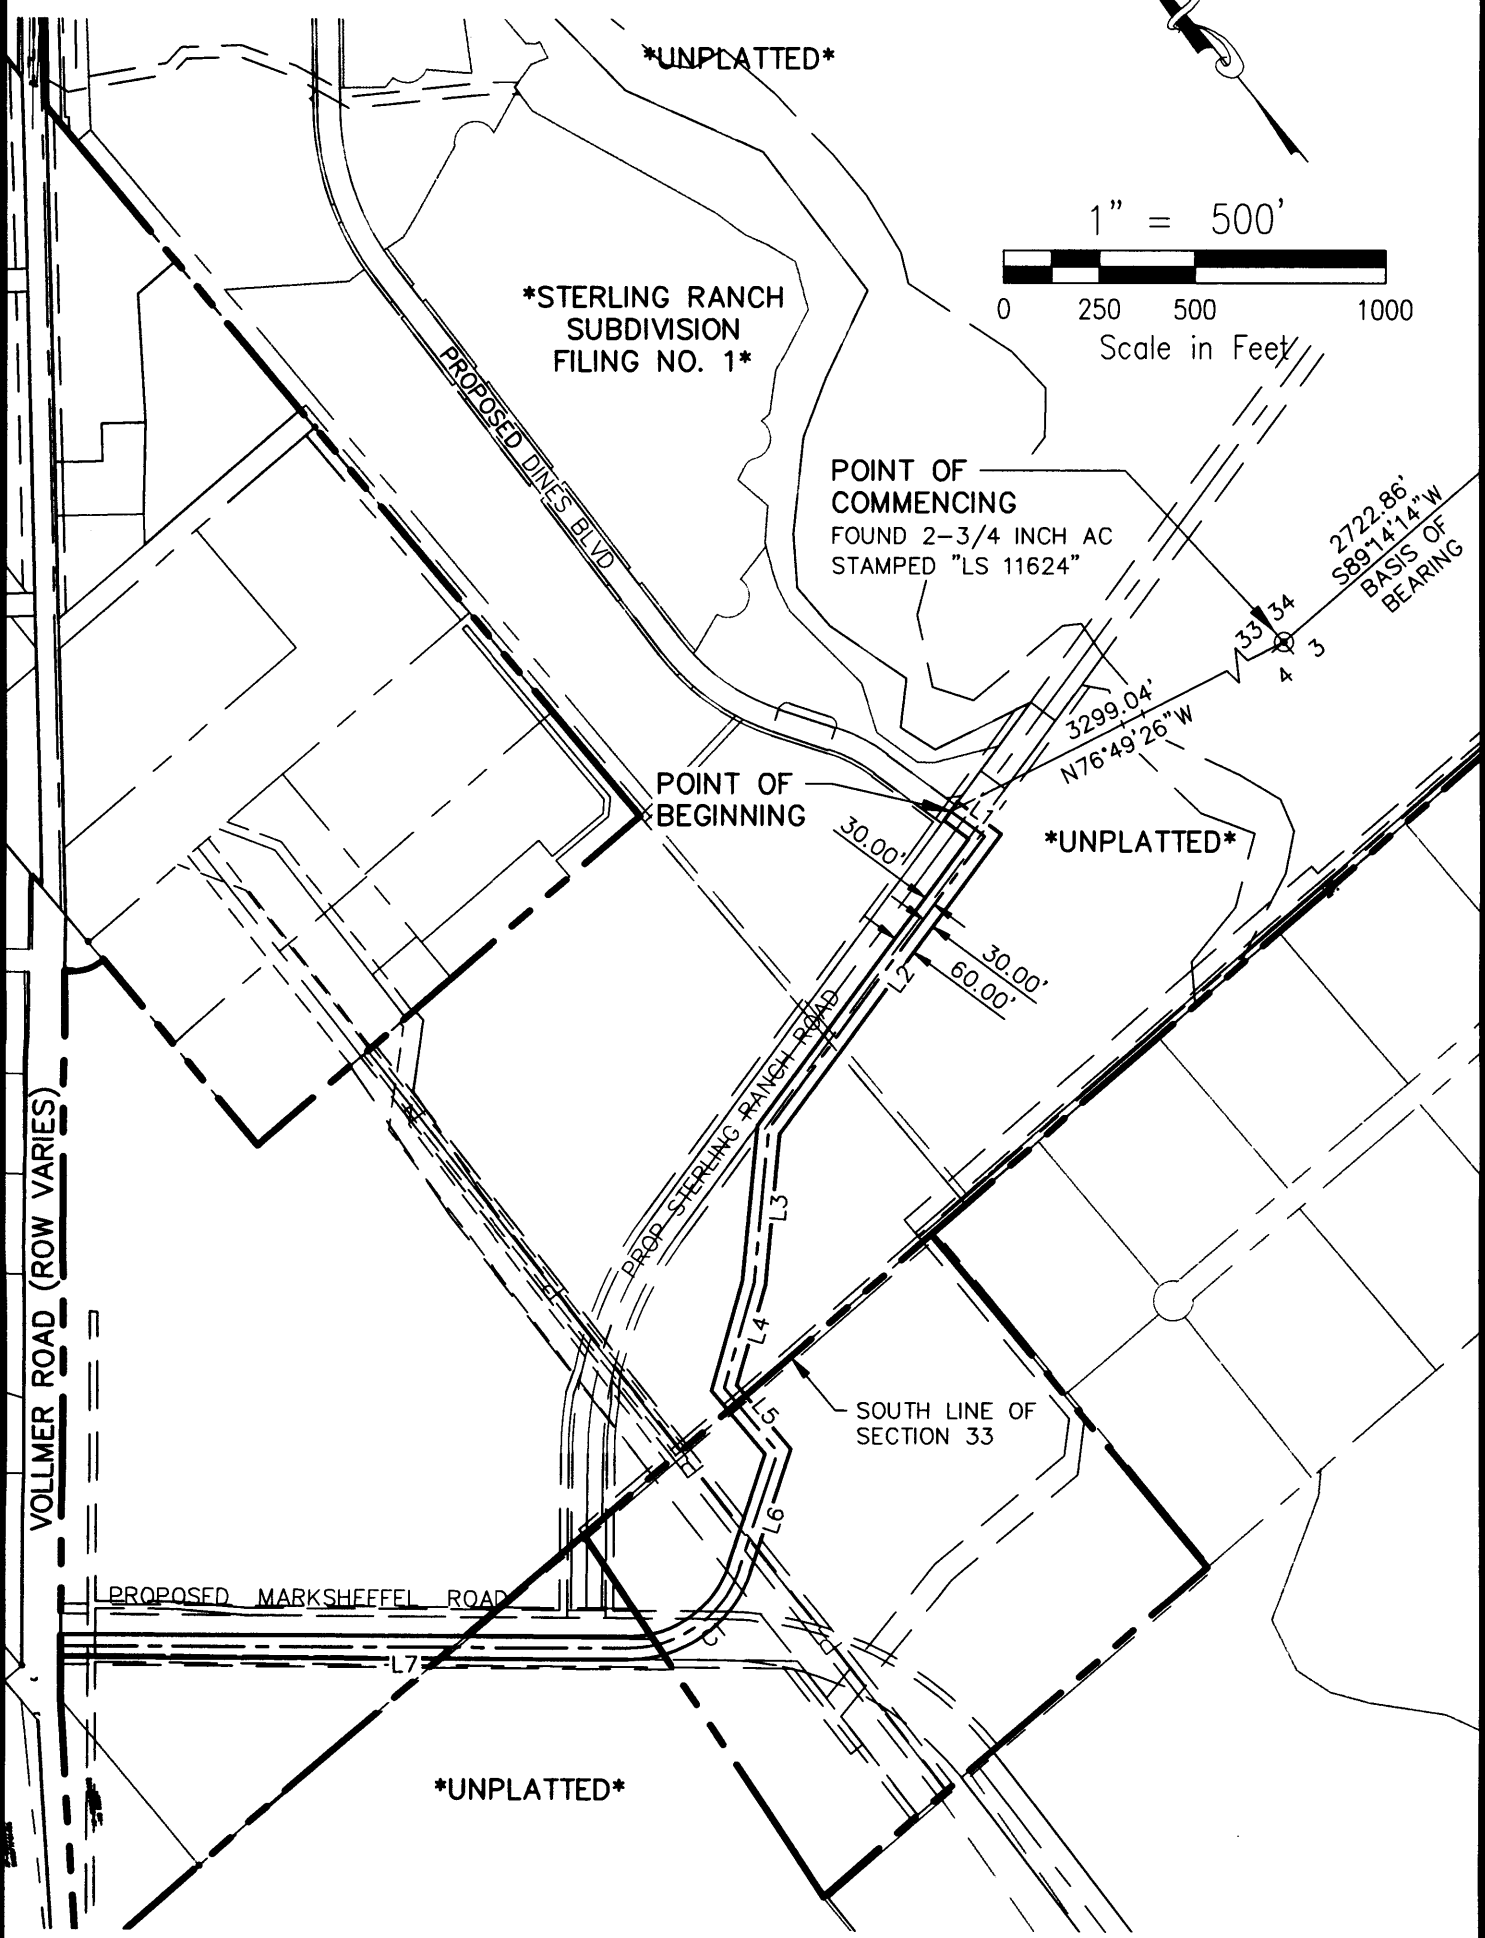 *UNPLATTED*
1" = 500'
0 250 500 1000
Scale in Feet
*STERLING RANCH
SUBDIVISION
FILING NO. 1*
PROPOSED DINES BLVD
POINT OF
COMMENCING
FOUND 2-3/4 INCH AC
STAMPED "LS 11624"
2722.86'
S89°14'14"W
BASIS OF
BEARING
33 34
4 3
3299.04'
N76°49'26"W
POINT OF
BEGINNING
L1
*UNPLATTED*
30.00'
30.00'
60.00'
L2
PROP STERLING RANCH ROAD
L3
L4
L5
SOUTH LINE OF
SECTION 33
L6
VOLLMER ROAD (ROW VARIES)
PROPOSED MARKSHEFFEL ROAD
C1
L7
*UNPLATTED*